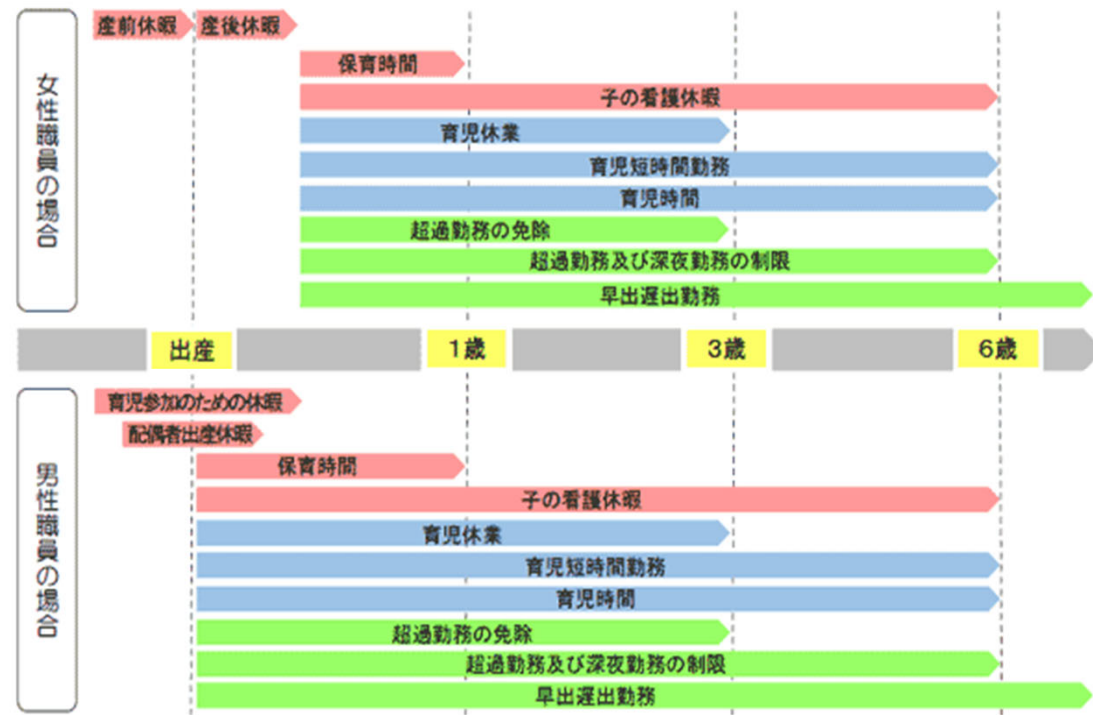 女性職員の場合
産前休暇 産後休暇
保育時間
子の看護休暇
育児休業
育児短時間勤務
育児時間
超過勤務の免除
超過勤務及び深夜勤務の制限
早出遅出勤務
出産 1歳 3歳 6歳
男性職員の場合
育児参加のための休暇
配偶者出産休暇
保育時間
子の看護休暇
育児休業
育児短時間勤務
育児時間
超過勤務の免除
超過勤務及び深夜勤務の制限
早出遅出勤務